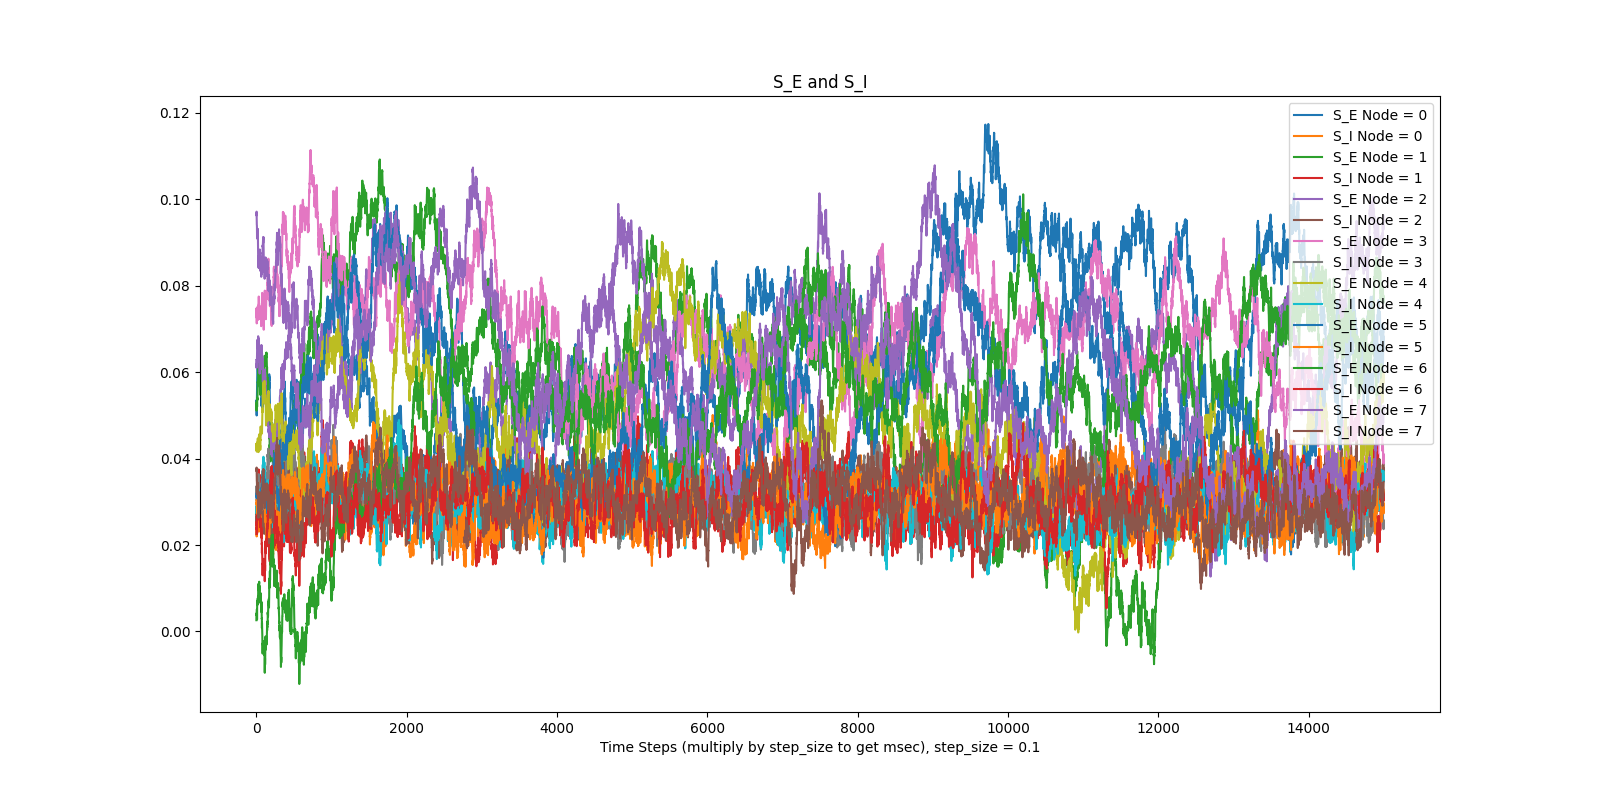 S_E and S_I
0.12
0.10
0.08
0.06
0.04
0.02
0.00
S_E Node = 0
S_I Node = 0
S_E Node = 1
S_I Node = 1
S_E Node = 2
S_I Node = 2
S_E Node = 3
S_I Node = 3
S_E Node = 4
S_I Node = 4
S_E Node = 5
S_I Node = 5
S_E Node = 6
S_I Node = 6
S_E Node = 7
S_I Node = 7
0 2000 4000 6000 8000 10000 12000 14000
Time Steps (multiply by step_size to get msec), step_size = 0.1